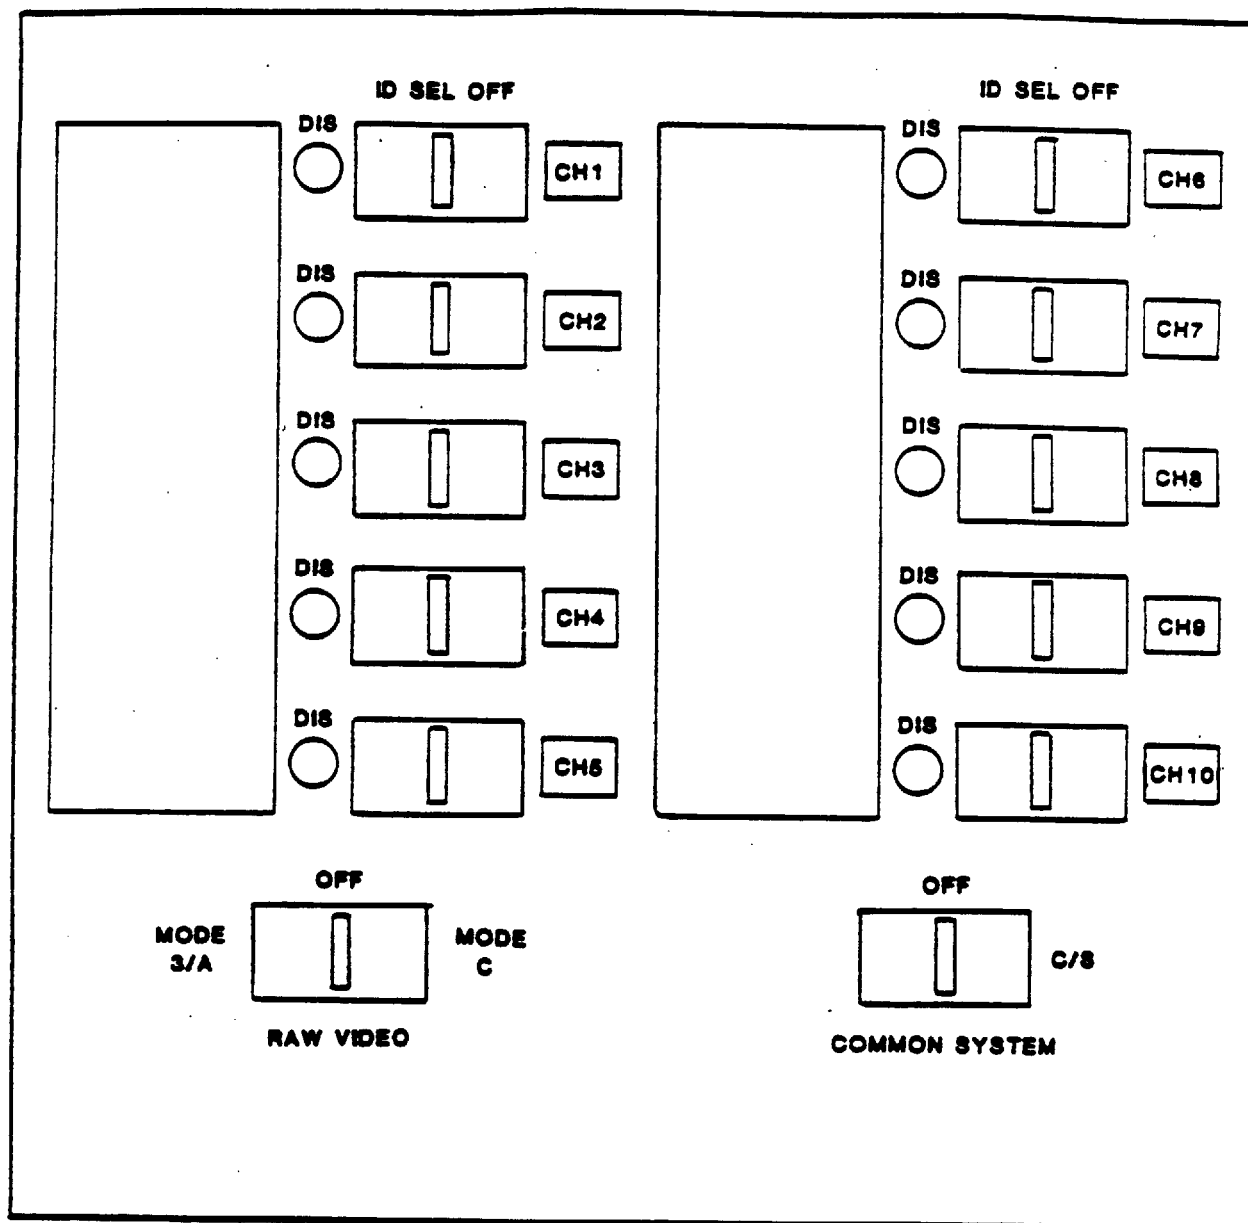 ID SEL OFF
DIS
CH1
DIS
CH2
DIS
CH3
DIS
CH4
DIS
CH5
ID SEL OFF
DIS
CH6
DIS
CH7
DIS
CH8
DIS
CH9
DIS
CH10
OFF
MODE
3/A
MODE
C
RAW VIDEO
OFF
C/S
COMMON SYSTEM